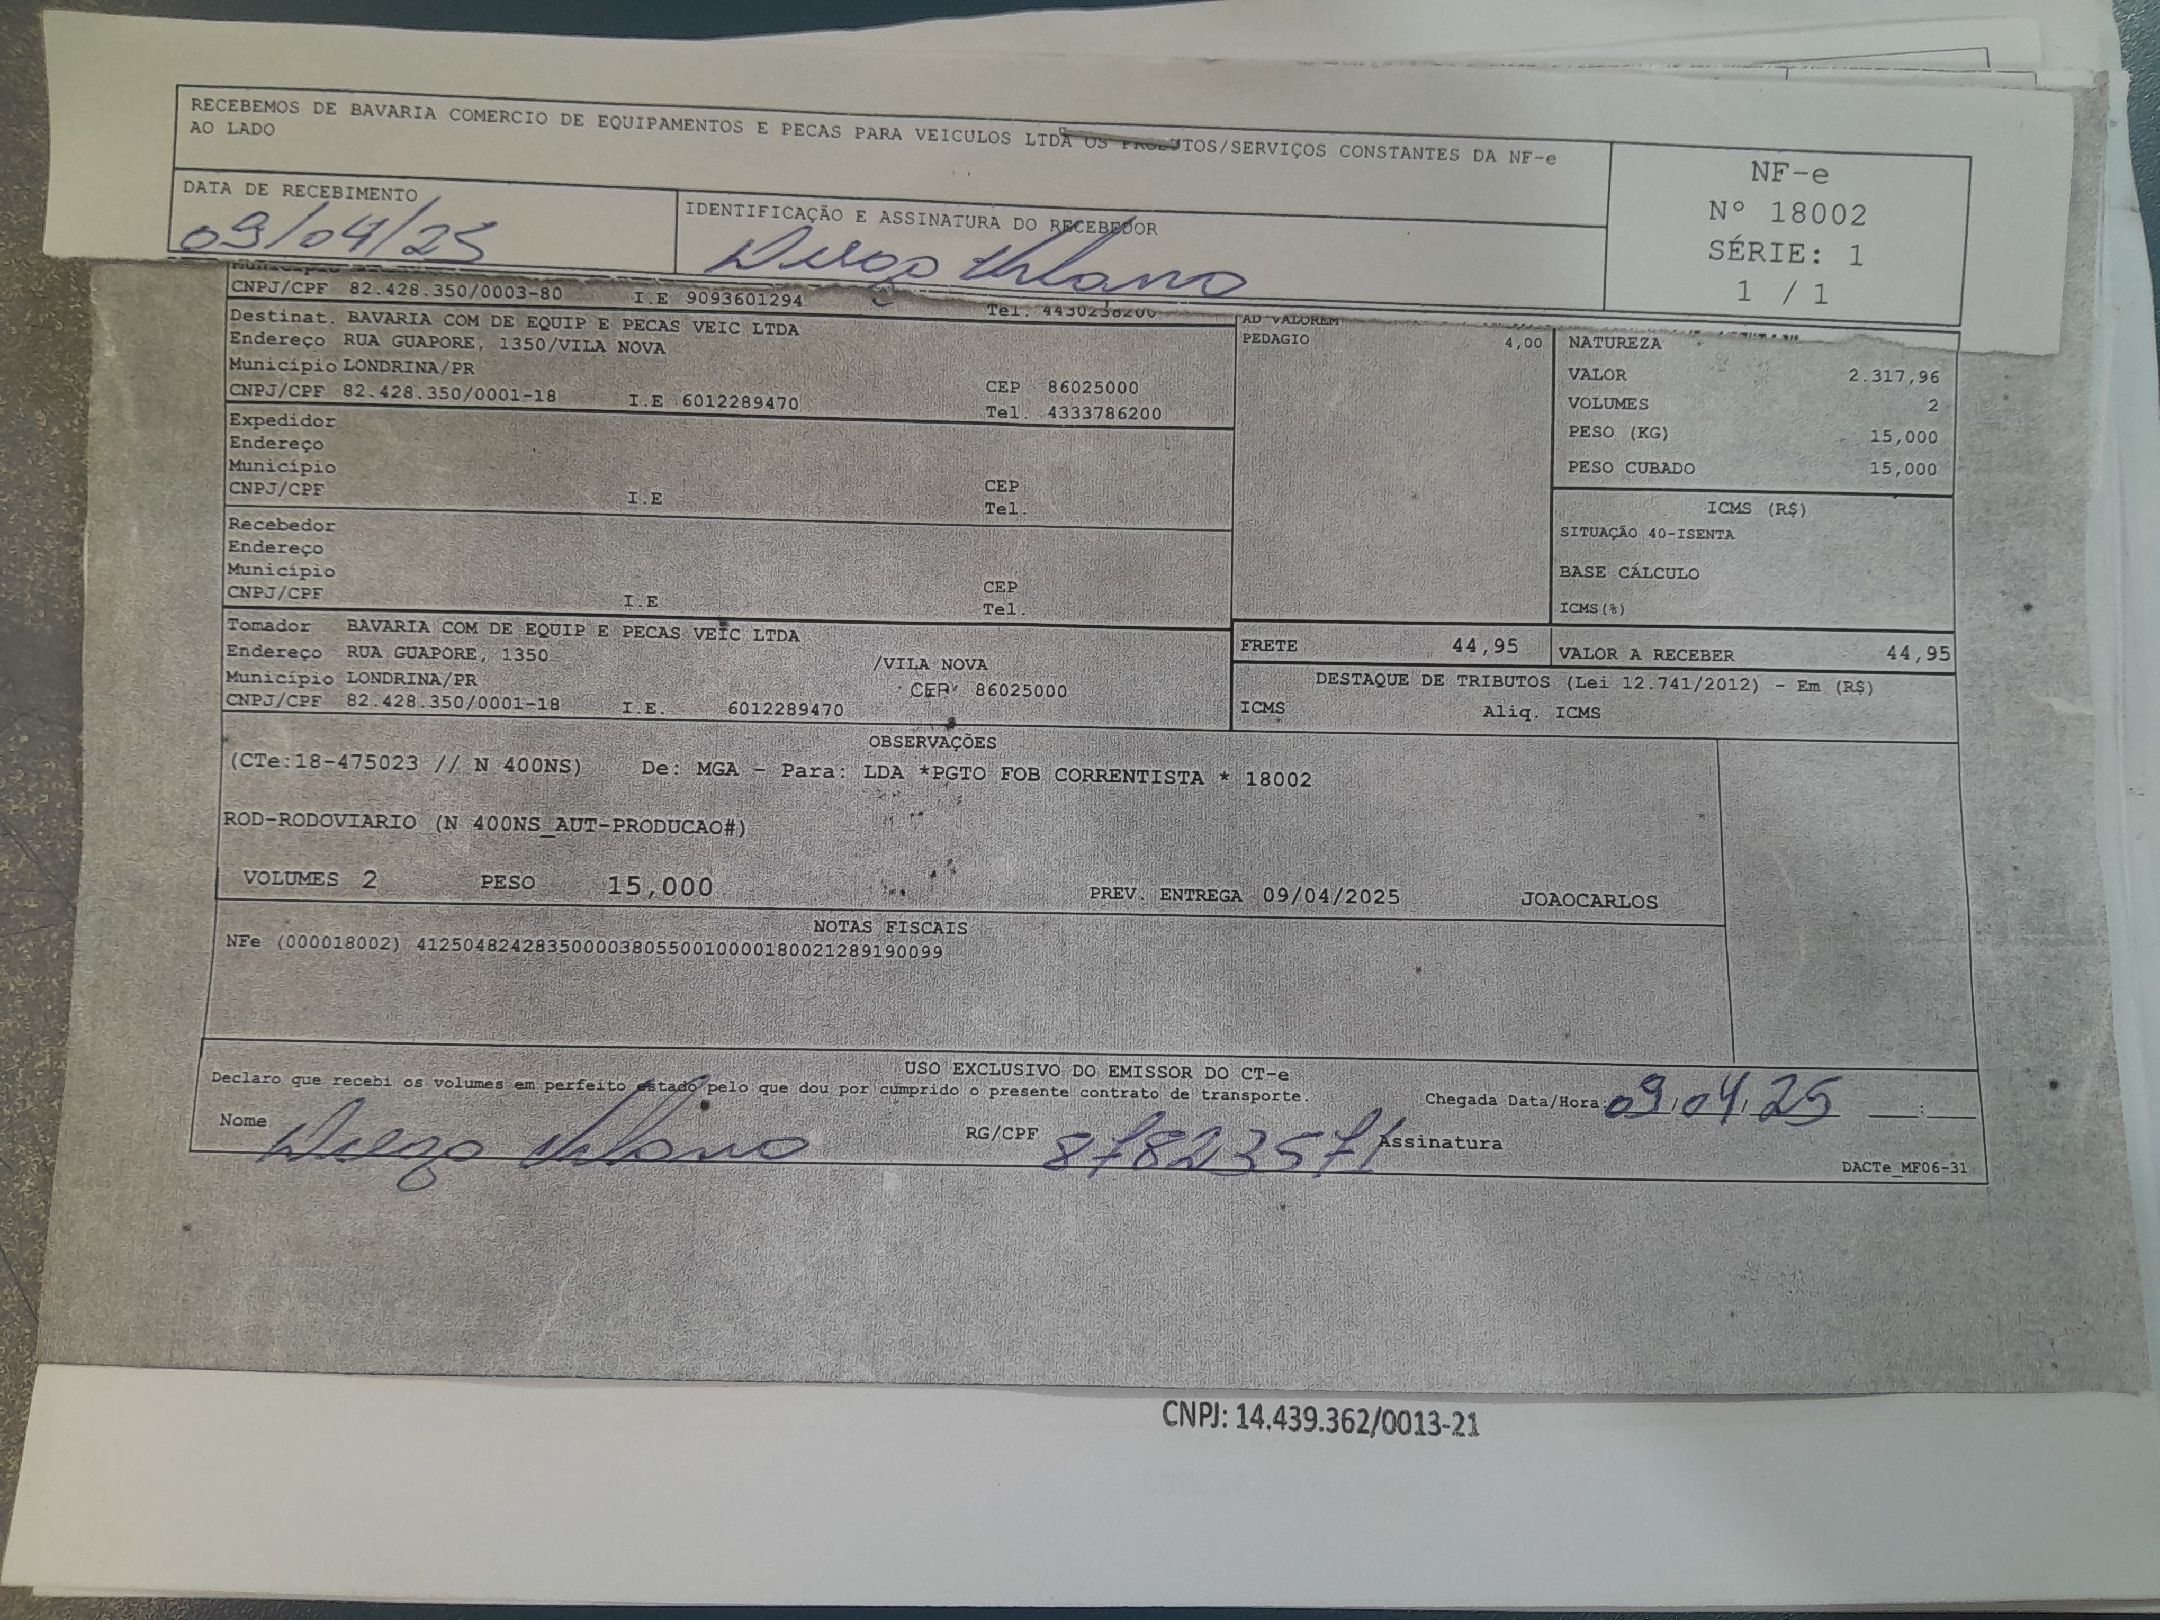 RECEBEMOS DE BAVARIA COMERCIO DE EQUIPAMENTOS E PECAS PARA VEICULOS LTDA OS PRODUTOS/SERVIÇOS CONSTANTES DA NF-e
AO LADO
DATA DE RECEBIMENTO
09/04/25
IDENTIFICAÇÃO E ASSINATURA DO RECEBEDOR
Diego Urbano
NF-e
Nº 18002
SÉRIE: 1
1 / 1
CNPJ/CPF 82.428.350/0003-80 I.E 9093601294 Tel. 4430238200
Destinat. BAVARIA COM DE EQUIP E PECAS VEIC LTDA
Endereço RUA GUAPORE, 1350/VILA NOVA
Município LONDRINA/PR CEP 86025000
CNPJ/CPF 82.428.350/0001-18 I.E 6012289470 Tel. 4333786200
Expedidor
Endereço
Município CEP
CNPJ/CPF I.E Tel.
Recebedor
Endereço
Município CEP
CNPJ/CPF I.E Tel.
Tomador BAVARIA COM DE EQUIP E PECAS VEIC LTDA
Endereço RUA GUAPORE, 1350 /VILA NOVA
Município LONDRINA/PR CEP 86025000
CNPJ/CPF 82.428.350/0001-18 I.E. 6012289470
AD VALOREM
PEDAGIO 4,00
NATUREZA
VALOR 2.317,96
VOLUMES 2
PESO (KG) 15,000
PESO CUBADO 15,000
ICMS (R$)
SITUAÇÃO 40-ISENTA
BASE CÁLCULO
ICMS(%)
FRETE 44,95 VALOR A RECEBER 44,95
DESTAQUE DE TRIBUTOS (Lei 12.741/2012) - Em (R$)
ICMS Aliq. ICMS
OBSERVAÇÕES
(CTe:18-475023 // N 400NS) De: MGA - Para: LDA *PGTO FOB CORRENTISTA * 18002
ROD-RODOVIARIO (N 400NS_AUT-PRODUCAO#)
VOLUMES 2 PESO 15,000 PREV. ENTREGA 09/04/2025 JOAOCARLOS
NOTAS FISCAIS
NFe (000018002) 41250482428350000380550010000180021289190099
USO EXCLUSIVO DO EMISSOR DO CT-e
Declaro que recebi os volumes em perfeito estado pelo que dou por cumprido o presente contrato de transporte.
Chegada Data/Hora: 09/04/25 __:__
Nome Diego Urbano RG/CPF 87823571 Assinatura
DACTe_MF06-31
CNPJ: 14.439.362/0013-21